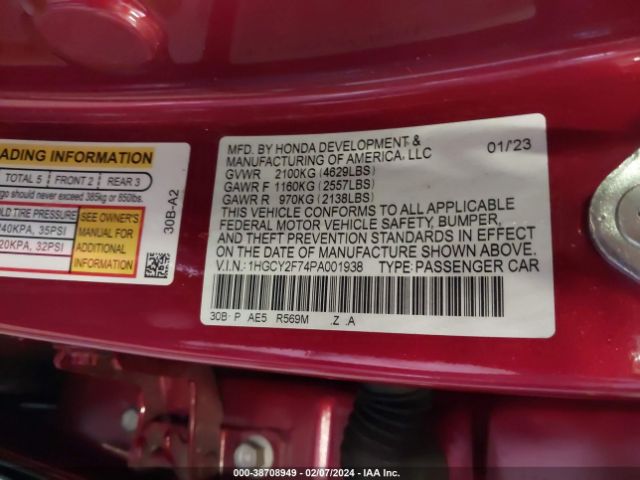 ADING INFORMATION
TOTAL 5 FRONT 2 REAR 3
go should never exceed 385kg or 850lbs.
LD TIRE PRESSURE
240KPA, 35PSI
20KPA, 32PSI
SEE OWNER'S
MANUAL FOR
ADDITIONAL
INFORMATION
30B-A2
MFD. BY HONDA DEVELOPMENT &
MANUFACTURING OF AMERICA, LLC 01/'23
GVWR 2100KG (4629LBS)
GAWR F 1160KG (2557LBS)
GAWR R 970KG (2138LBS)
THIS VEHICLE CONFORMS TO ALL APPLICABLE
FEDERAL MOTOR VEHICLE SAFETY, BUMPER,
AND THEFT PREVENTION STANDARDS IN EFFECT
ON THE DATE OF MANUFACTURE SHOWN ABOVE.
V.I.N.: 1HGCY2F74PA001938 TYPE: PASSENGER CAR
30B- P AE5 R569M .Z .A
000-38708949 - 02/07/2024 - IAA Inc.